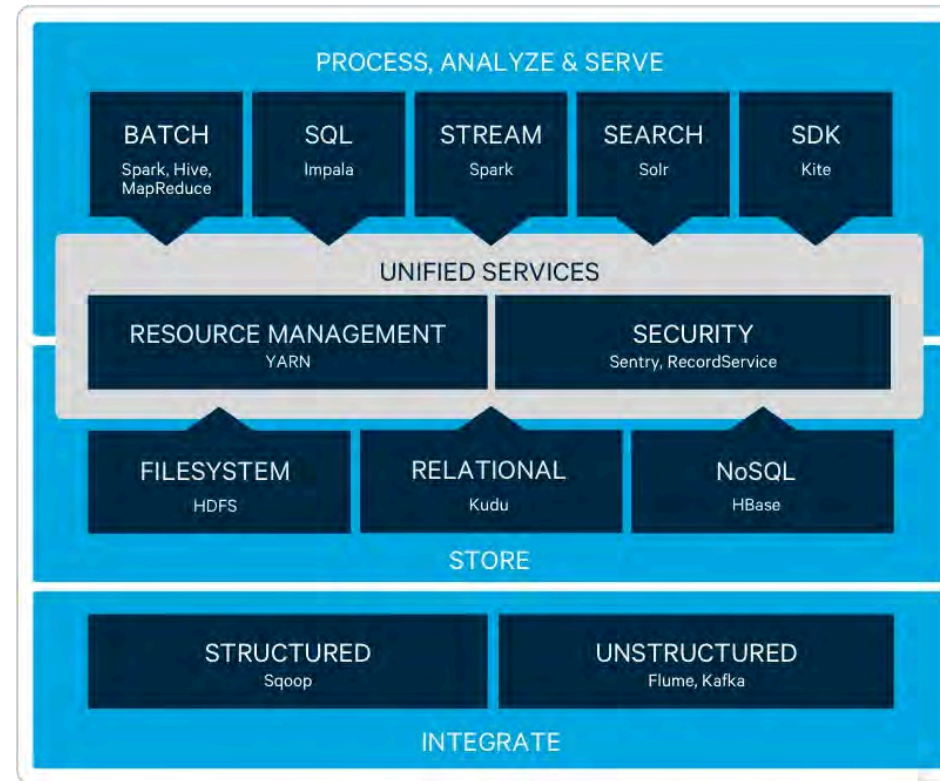 PROCESS, ANALYZE & SERVE
BATCH
Spark, Hive,
MapReduce
SQL
Impala
STREAM
Spark
SEARCH
Solr
SDK
Kite
UNIFIED SERVICES
RESOURCE MANAGEMENT
YARN
SECURITY
Sentry, RecordService
FILESYSTEM
HDFS
RELATIONAL
Kudu
NoSQL
HBase
STORE
STRUCTURED
Sqoop
UNSTRUCTURED
Flume, Kafka
INTEGRATE